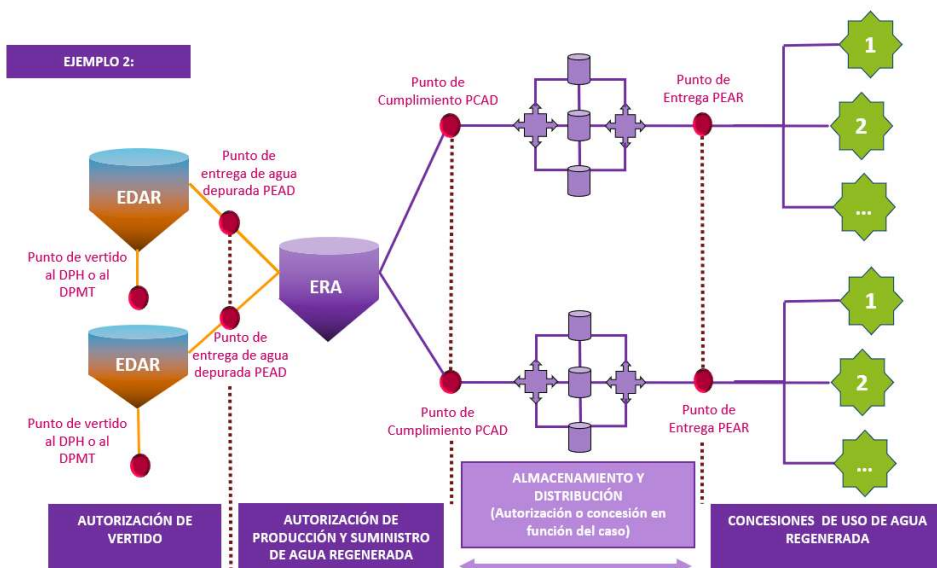 EJEMPLO 2:
Punto de
Cumplimiento PCAD
Punto de
Entrega PEAR
1
2
...
Punto de
entrega de agua
depurada PEAD
EDAR
Punto de vertido
al DPH o al
DPMT
ERA
EDAR
Punto de
entrega de agua
depurada PEAD
Punto de vertido
al DPH o al
DPMT
Punto de
Cumplimiento PCAD
Punto de
Entrega PEAR
1
2
...
AUTORIZACIÓN DE
VERTIDO
AUTORIZACIÓN DE
PRODUCCIÓN Y SUMINISTRO
DE AGUA REGENERADA
ALMACENAMIENTO Y
DISTRIBUCIÓN
(Autorización o concesión en
función del caso)
CONCESIONES DE USO DE AGUA
REGENERADA